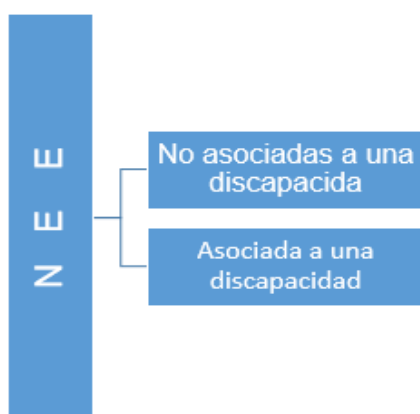 N E E
No asociadas a una
discapacida
Asociada a una
discapacidad